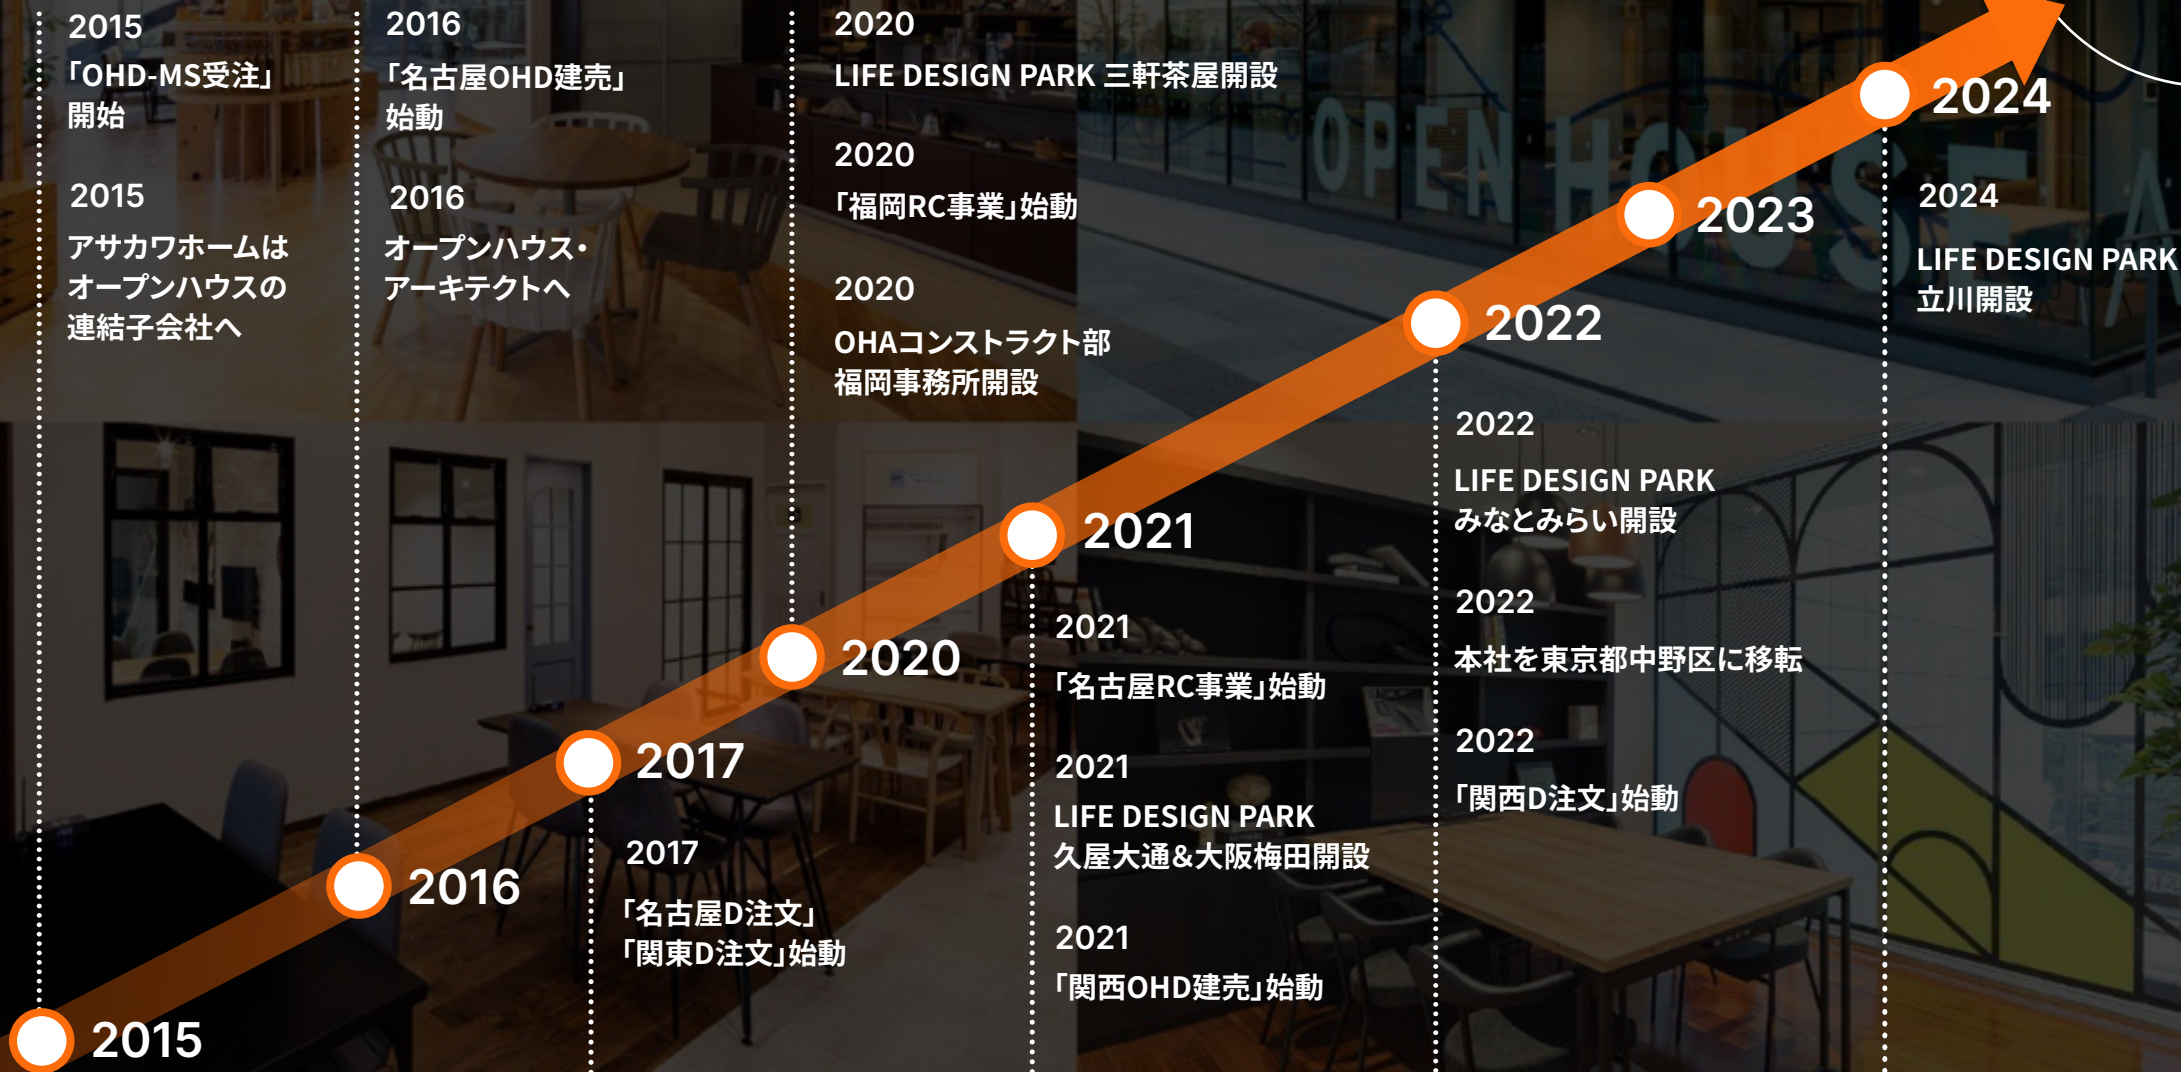 2015
「OHD-MS受注」
開始
2015
アサカワホームは
オープンハウスの
連結子会社へ
2015
2016
「名古屋OHD建売」
始動
2016
オープンハウス・
アーキテクトへ
2016
2017
2017
「名古屋D注文」
「関東D注文」始動
2020
LIFE DESIGN PARK 三軒茶屋開設
2020
「福岡RC事業」始動
2020
OHAコンストラクト部
福岡事務所開設
2020
2021
2021
「名古屋RC事業」始動
2021
LIFE DESIGN PARK
久屋大通&大阪梅田開設
2021
「関西OHD建売」始動
2022
2022
LIFE DESIGN PARK
みなとみらい開設
2022
本社を東京都中野区に移転
2022
「関西D注文」始動
2023
2024
2024
LIFE DESIGN PARK
立川開設
OPEN HOUSE